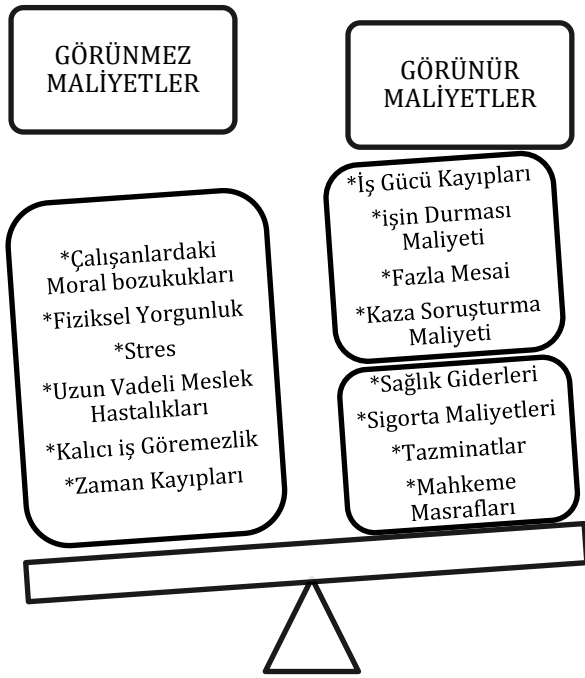 GÖRÜNMEZ
MALİYETLER
*Çalışanlardaki
Moral bozukukları
*Fiziksel Yorgunluk
*Stres
*Uzun Vadeli Meslek
Hastalıkları
*Kalıcı iş Göremezlik
*Zaman Kayıpları
GÖRÜNÜR
MALİYETLER
*İş Gücü Kayıpları
*işin Durması
Maliyeti
*Fazla Mesai
*Kaza Soruşturma
Maliyeti
*Sağlık Giderleri
*Sigorta Maliyetleri
*Tazminatlar
*Mahkeme
Masrafları